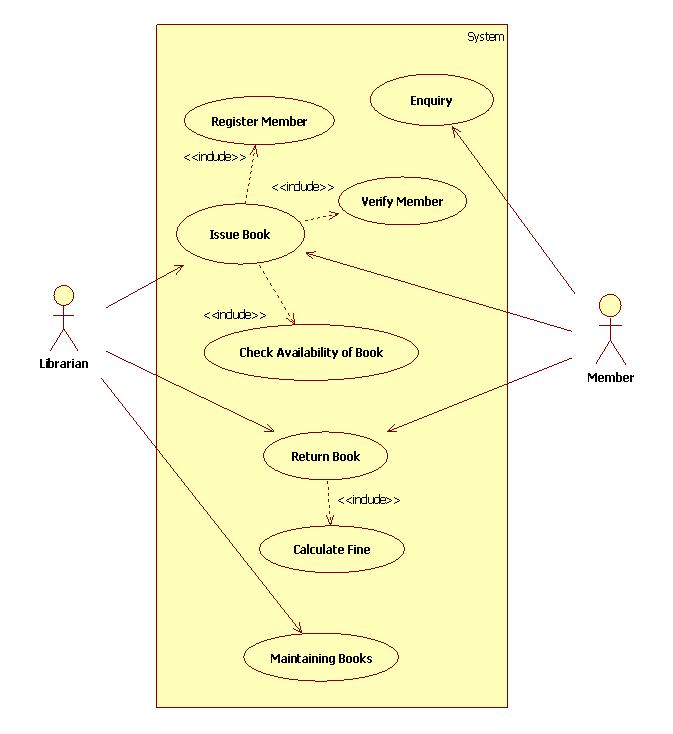 System
Enquiry
Register Member
<<include>>
<<include>>
Verify Member
Issue Book
<<include>>
Check Availability of Book
Librarian
Member
Return Book
<<include>>
Calculate Fine
Maintaining Books